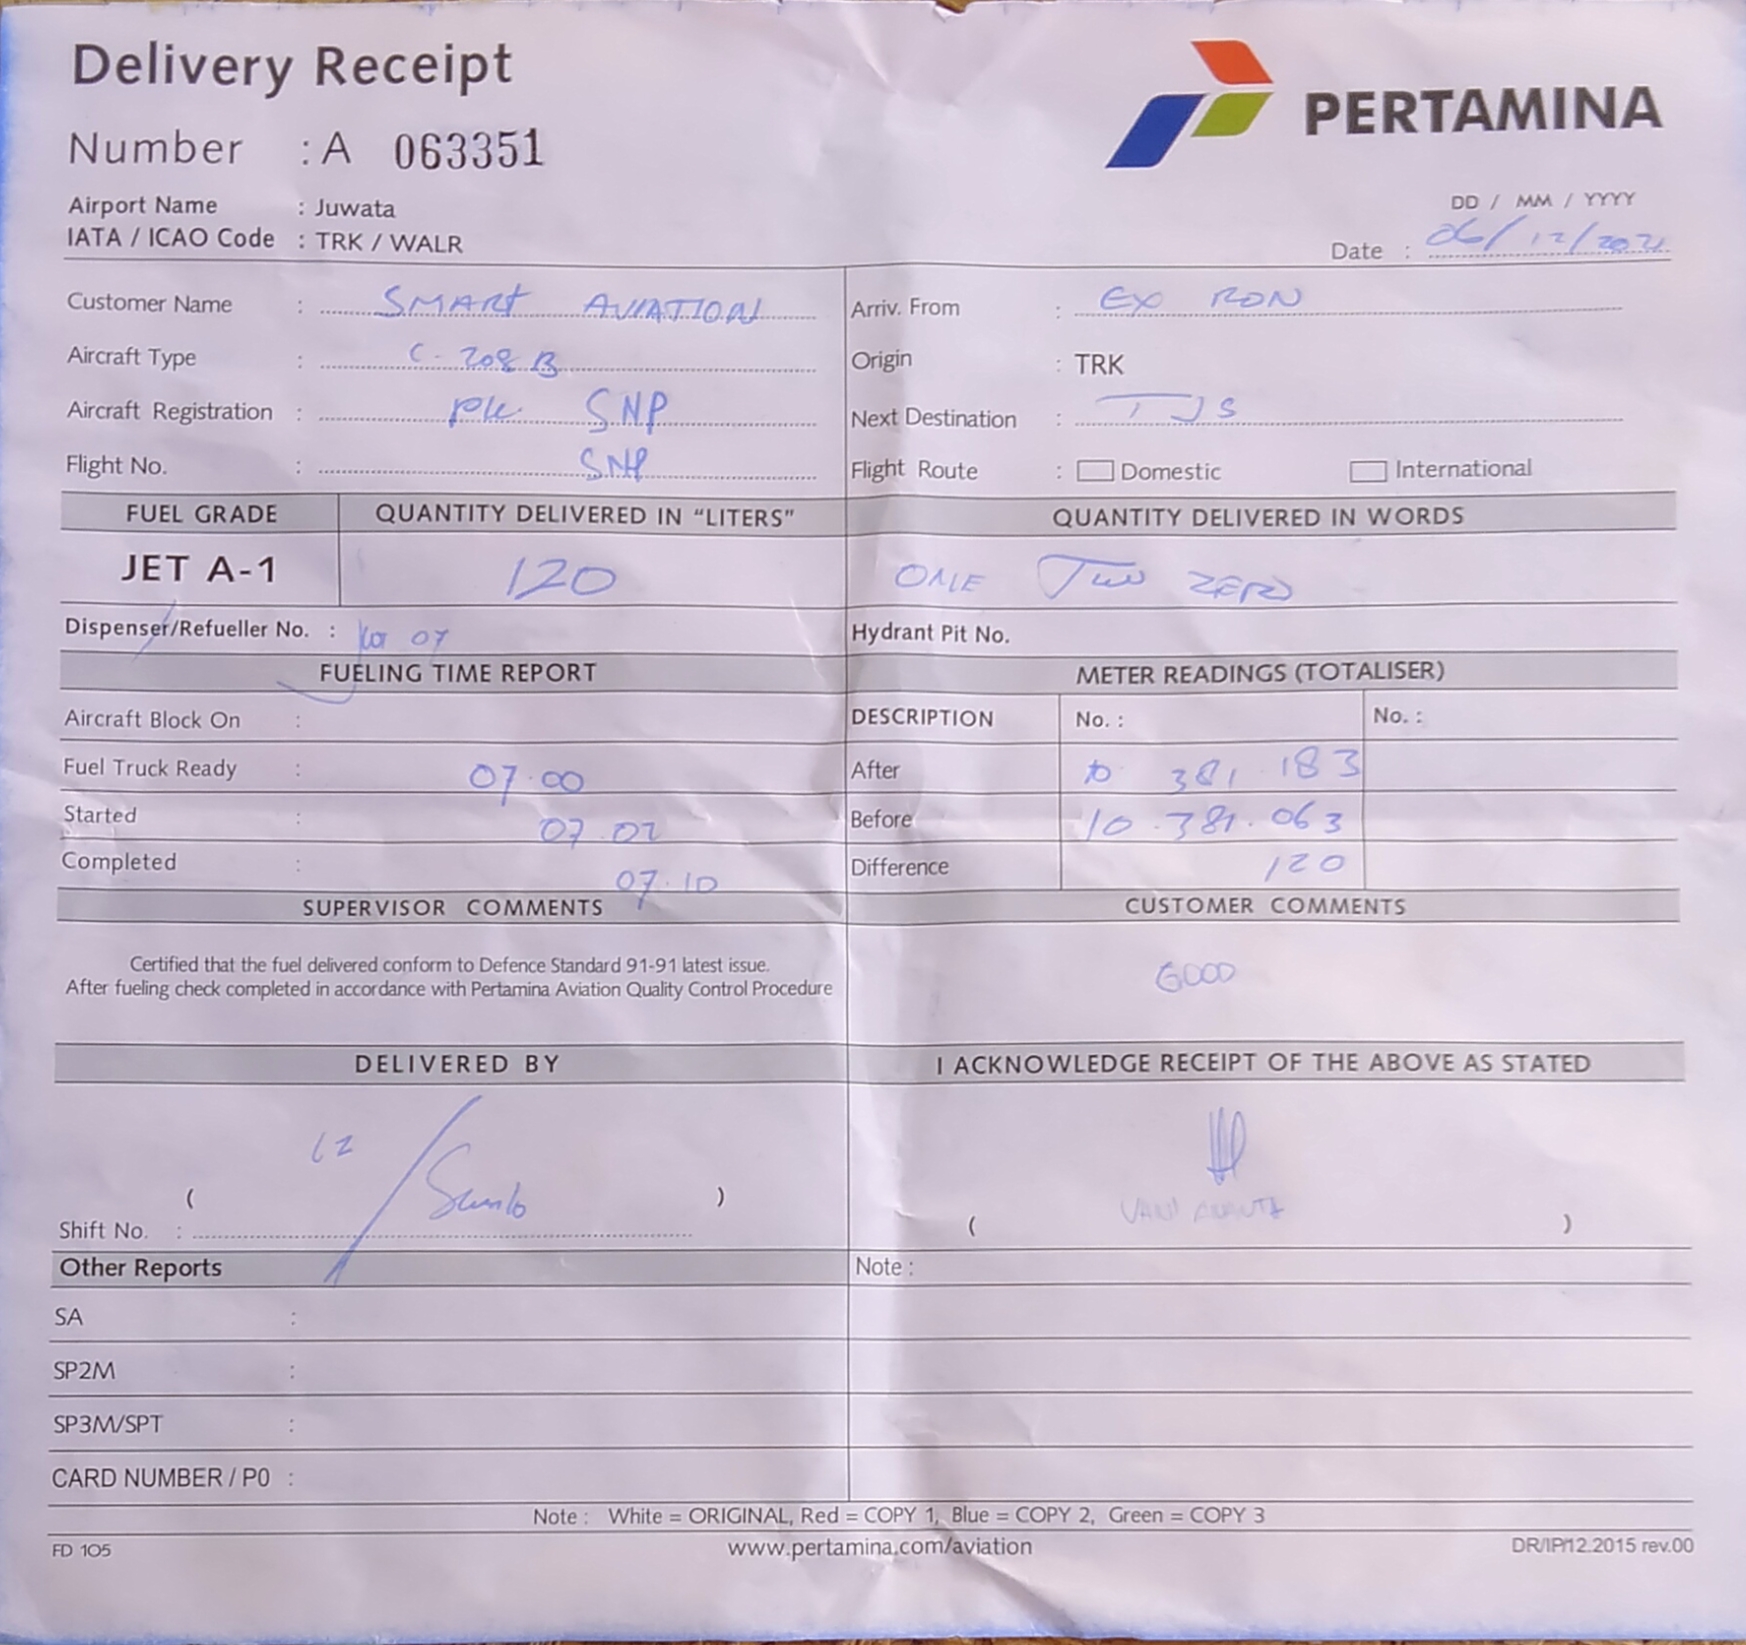 Delivery Receipt
PERTAMINA
Number : A 063351
Airport Name : Juwata
IATA / ICAO Code : TRK / WALR
DD / MM / YYYY
Date : 06/12/2021
Customer Name : SMART AVIATION
Arriv. From : EX RON
Aircraft Type : C-208 B
Origin : TRK
Aircraft Registration : PK SNP
Next Destination : TJS
Flight No. : SNP
Flight Route : Domestic International
FUEL GRADE QUANTITY DELIVERED IN "LITERS" QUANTITY DELIVERED IN WORDS
JET A-1 120 ONE TWO ZERO
Dispenser/Refueller No. : 07
Hydrant Pit No.
FUELING TIME REPORT METER READINGS (TOTALISER)
Aircraft Block On :
DESCRIPTION No. : No. :
Fuel Truck Ready : 07.00
After 10 381.183
Started : 07.02
Before 10.381.063
Completed : 07.10
Difference 120
SUPERVISOR COMMENTS CUSTOMER COMMENTS
Certified that the fuel delivered conform to Defence Standard 91-91 latest issue.
After fueling check completed in accordance with Pertamina Aviation Quality Control Procedure
GOOD
DELIVERED BY I ACKNOWLEDGE RECEIPT OF THE ABOVE AS STATED
( )
Shift No. :
( )
Other Reports
Note :
SA :
SP2M :
SP3M/SPT :
CARD NUMBER / P0 :
Note : White = ORIGINAL, Red = COPY 1, Blue = COPY 2, Green = COPY 3
FD 105 www.pertamina.com/aviation DR/IP/12.2015 rev.00